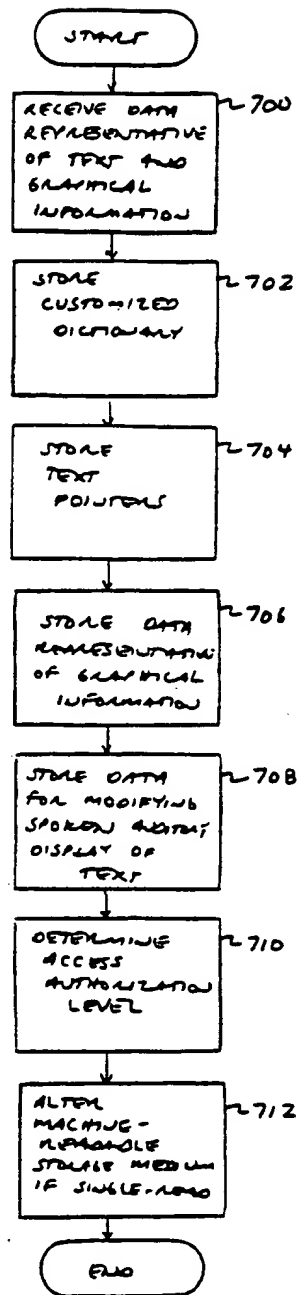 START
RECEIVE DATA
REPRESENTATIVE
OF TEXT AND
GRAPHICAL
INFORMATION
700
STORE
CUSTOMIZED
DICTIONARY
702
STORE
TEXT
POINTERS
704
STORE DATA
REPRESENTATIVE
OF GRAPHICAL
INFORMATION
706
STORE DATA
FOR MODIFYING
SPOKEN AUDITORY
DISPLAY OF
TEXT
708
DETERMINE
ACCESS
AUTHORIZATION
LEVEL
710
ALTER
MACHINE-
READABLE
STORAGE MEDIUM
IF SINGLE-READ
712
END